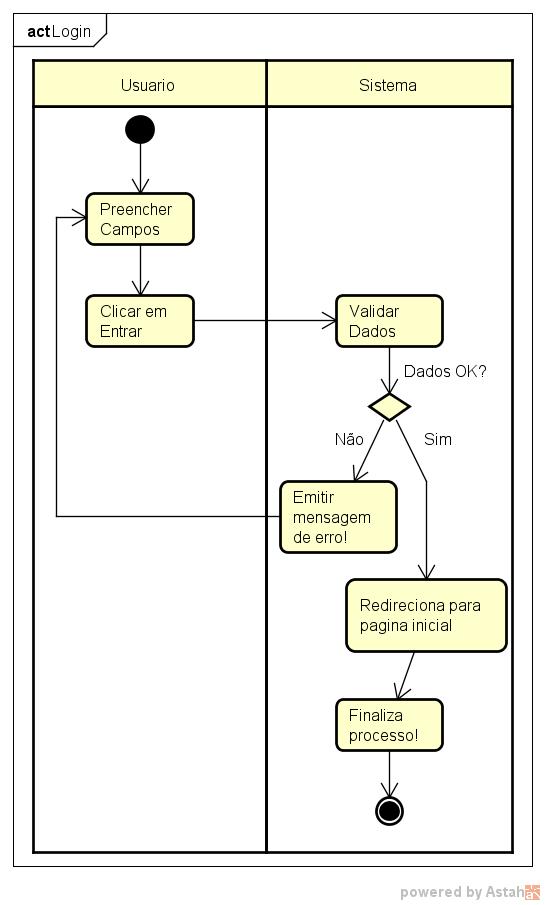 act Login
Usuario
Sistema
Preencher
Campos
Clicar em
Entrar
Validar
Dados
Dados OK?
Não
Sim
Emitir
mensagem
de erro!
Redireciona para
pagina inicial
Finaliza
processo!
powered by Astah